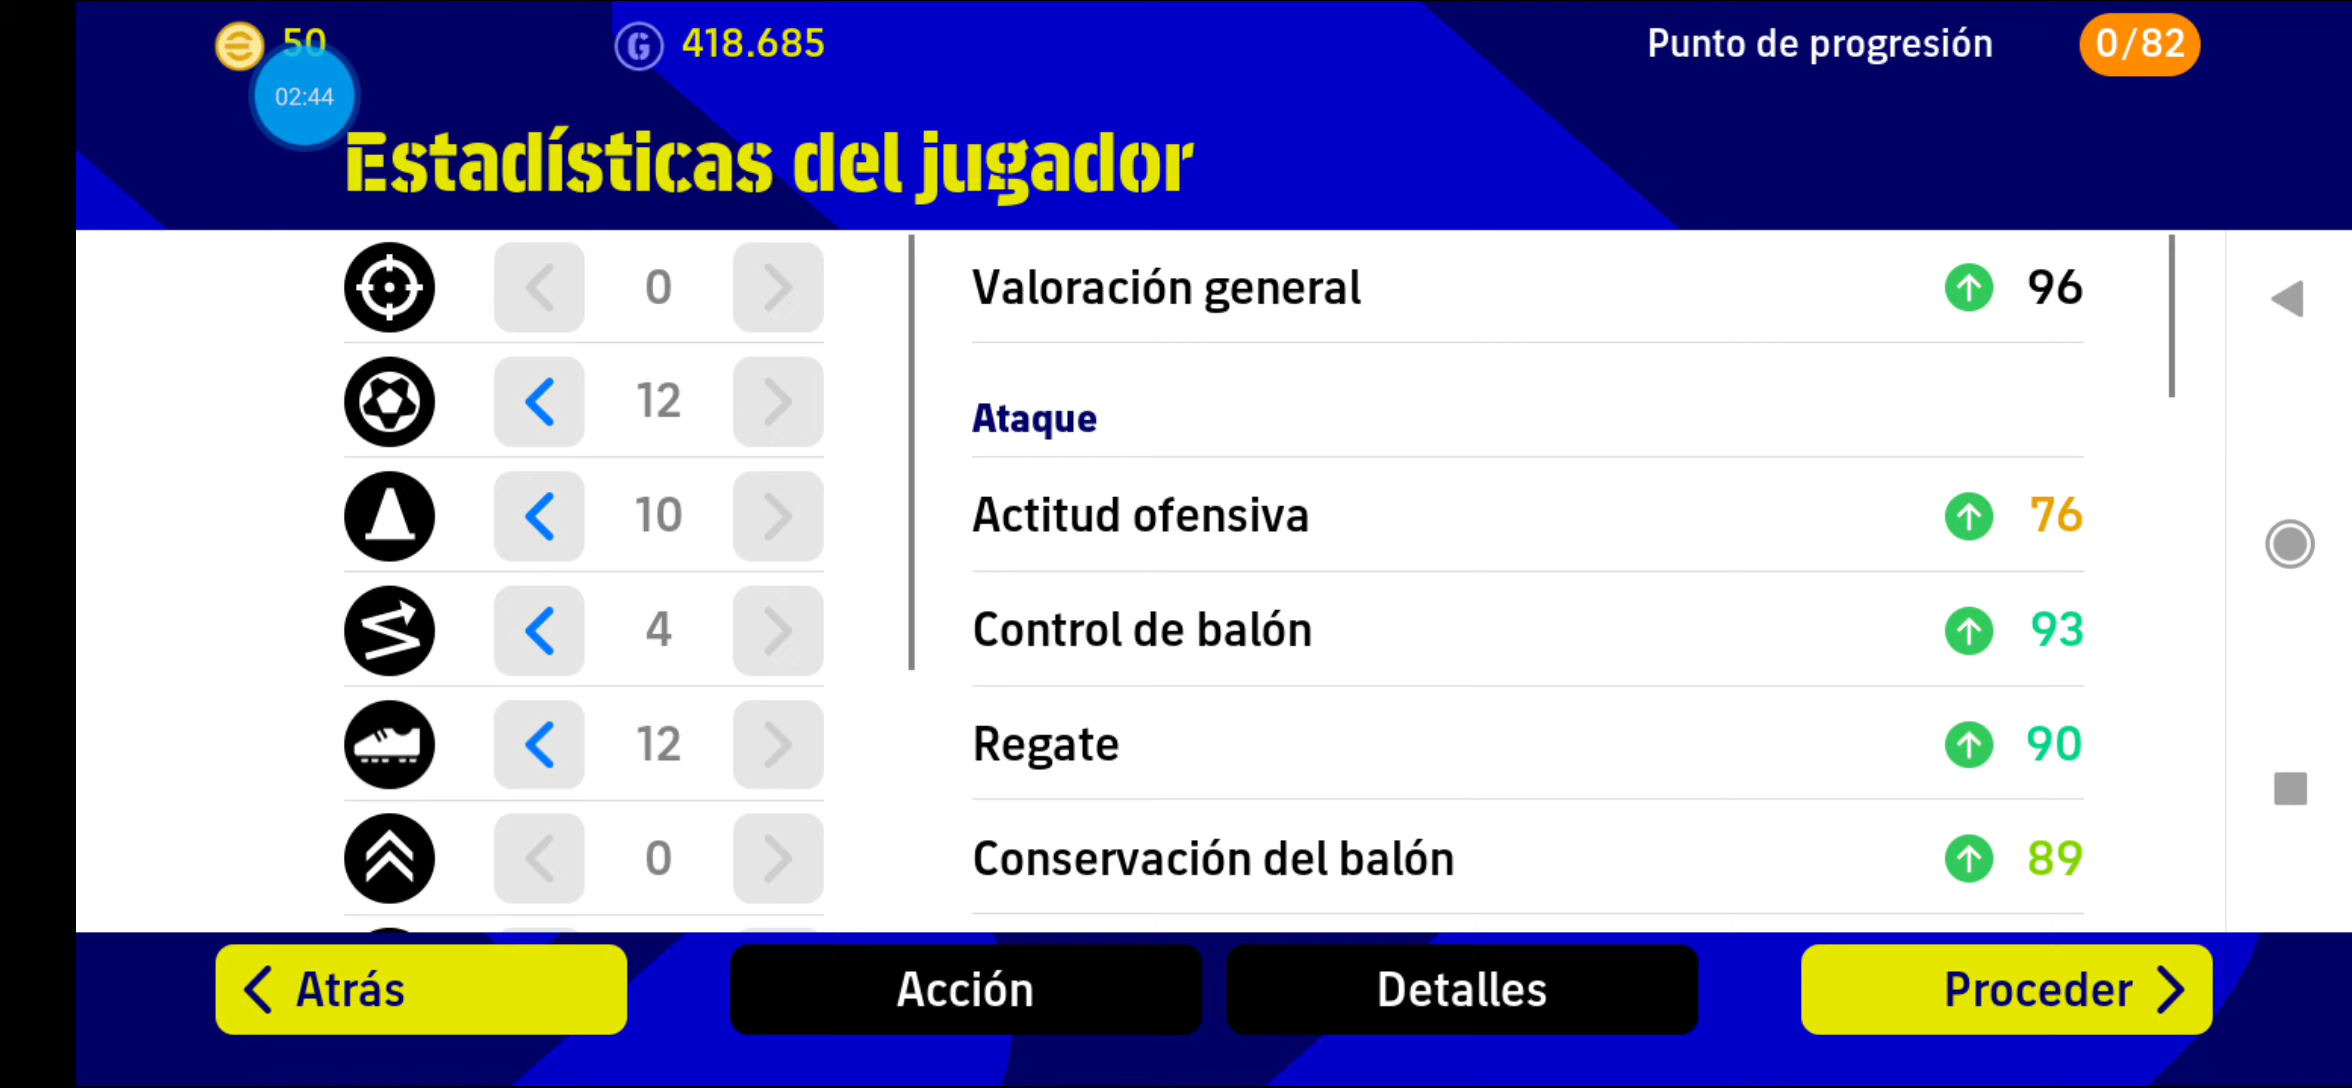 50
418.685
Punto de progresión
0/82
02:44
Estadísticas del jugador
0
Valoración general 96
12
Ataque
10
Actitud ofensiva 76
4
Control de balón 93
12
Regate 90
0
Conservación del balón 89
Atrás
Acción
Detalles
Proceder